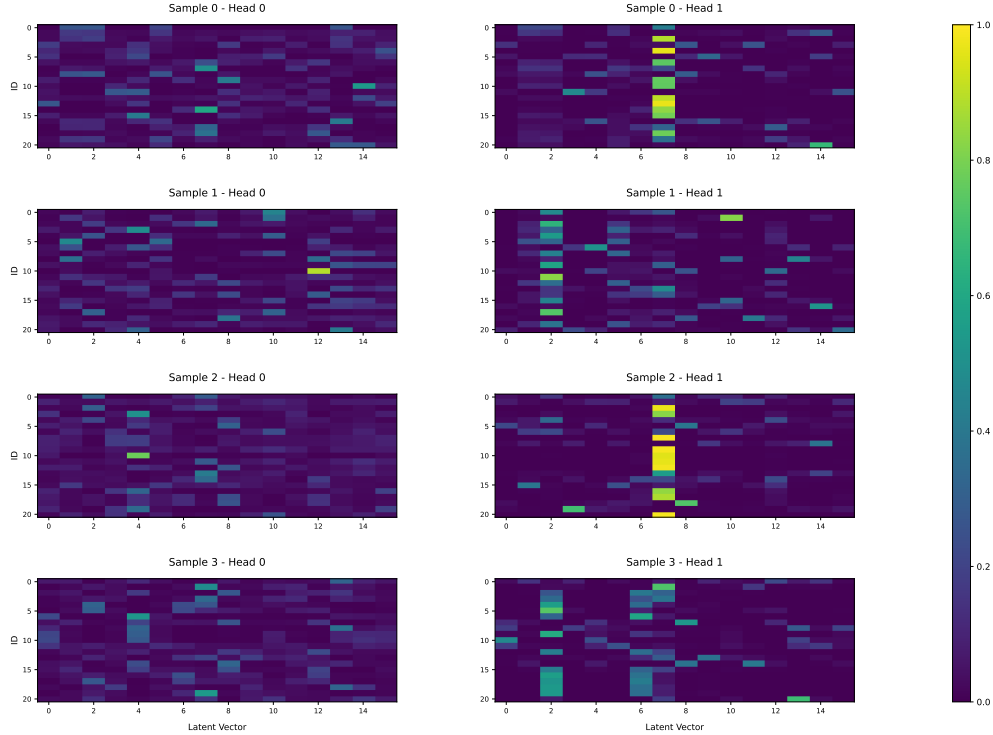 Sample 0 - Head 0
0
5
10
15
20
ID
0 2 4 6 8 10 12 14
Sample 0 - Head 1
0
5
10
15
20
0 2 4 6 8 10 12 14
Sample 1 - Head 0
0
5
10
15
20
ID
0 2 4 6 8 10 12 14
Sample 1 - Head 1
0
5
10
15
20
0 2 4 6 8 10 12 14
Sample 2 - Head 0
0
5
10
15
20
ID
0 2 4 6 8 10 12 14
Sample 2 - Head 1
0
5
10
15
20
0 2 4 6 8 10 12 14
Sample 3 - Head 0
0
5
10
15
20
ID
0 2 4 6 8 10 12 14
Latent Vector
Sample 3 - Head 1
0
5
10
15
20
0 2 4 6 8 10 12 14
Latent Vector
1.0
0.8
0.6
0.4
0.2
0.0